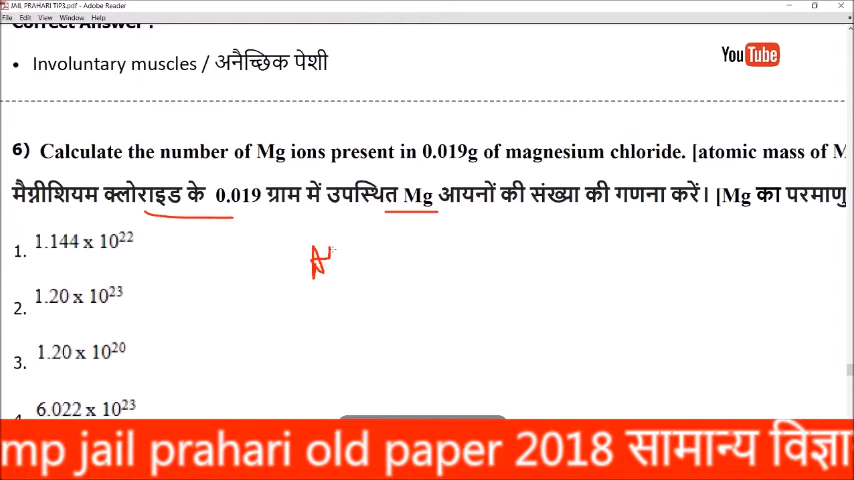 JAIL PRAHARI TIP3.pdf - Adobe Reader
File Edit View Window Help
Correct Answer :
• Involuntary muscles / अनैच्छिक पेशी
YouTube
6) Calculate the number of Mg ions present in 0.019g of magnesium chloride. [atomic mass of M
मैग्नीशियम क्लोराइड के 0.019 ग्राम में उपस्थित Mg आयनों की संख्या की गणना करें। [Mg का परमाणु
1. 1.144 x 10²²
2. 1.20 x 10²³
3. 1.20 x 10²⁰
4. 6.022 x 10²³
mp jail prahari old paper 2018 सामान्य विज्ञा